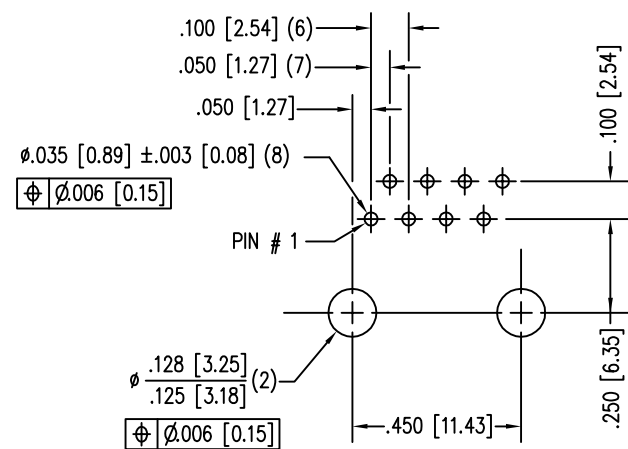 .100 [2.54] (6)
.050 [1.27] (7)
.050 [1.27]
.100 [2.54]
ø.035 [0.89] ±.003 [0.08] (8)
⌖ Ø.006 [0.15]
PIN # 1
ø .128 [3.25]
.125 [3.18] (2)
⌖ Ø.006 [0.15]
.450 [11.43]
.250 [6.35]